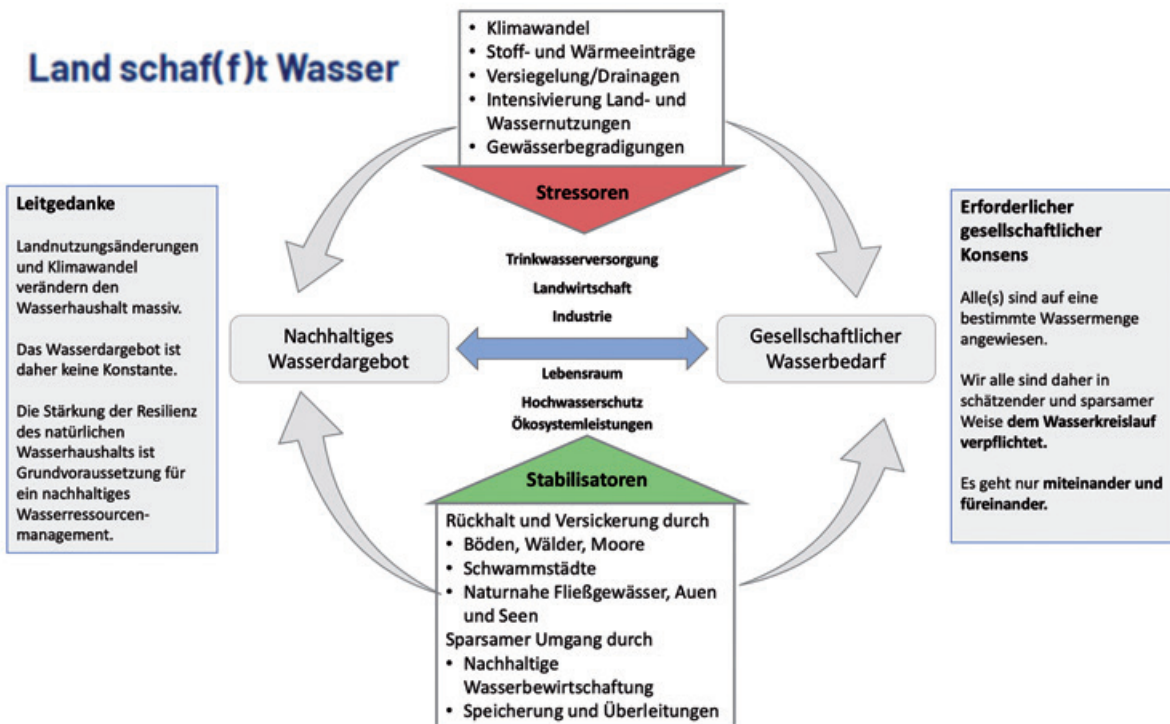 Land schaf(f)t Wasser
• Klimawandel
• Stoff- und Wärmeeinträge
• Versiegelung/Drainagen
• Intensivierung Land- und
Wassernutzungen
• Gewässerbegradigungen
Stressoren
Leitgedanke
Landnutzungsänderungen
und Klimawandel
verändern den
Wasserhaushalt massiv.
Das Wasserdargebot ist
daher keine Konstante.
Die Stärkung der Resilienz
des natürlichen
Wasserhaushalts ist
Grundvoraussetzung für
ein nachhaltiges
Wasserressourcen-
management.
Nachhaltiges
Wasserdargebot
Trinkwasserversorgung
Landwirtschaft
Industrie
Lebensraum
Hochwasserschutz
Ökosystemleistungen
Gesellschaftlicher
Wasserbedarf
Erforderlicher
gesellschaftlicher
Konsens
Alle(s) sind auf eine
bestimmte Wassermenge
angewiesen.
Wir alle sind daher in
schätzender und sparsamer
Weise dem Wasserkreislauf
verpflichtet.
Es geht nur miteinander und
füreinander.
Stabilisatoren
Rückhalt und Versickerung durch
• Böden, Wälder, Moore
• Schwammstädte
• Naturnahe Fließgewässer, Auen
und Seen
Sparsamer Umgang durch
• Nachhaltige
Wasserbewirtschaftung
• Speicherung und Überleitungen